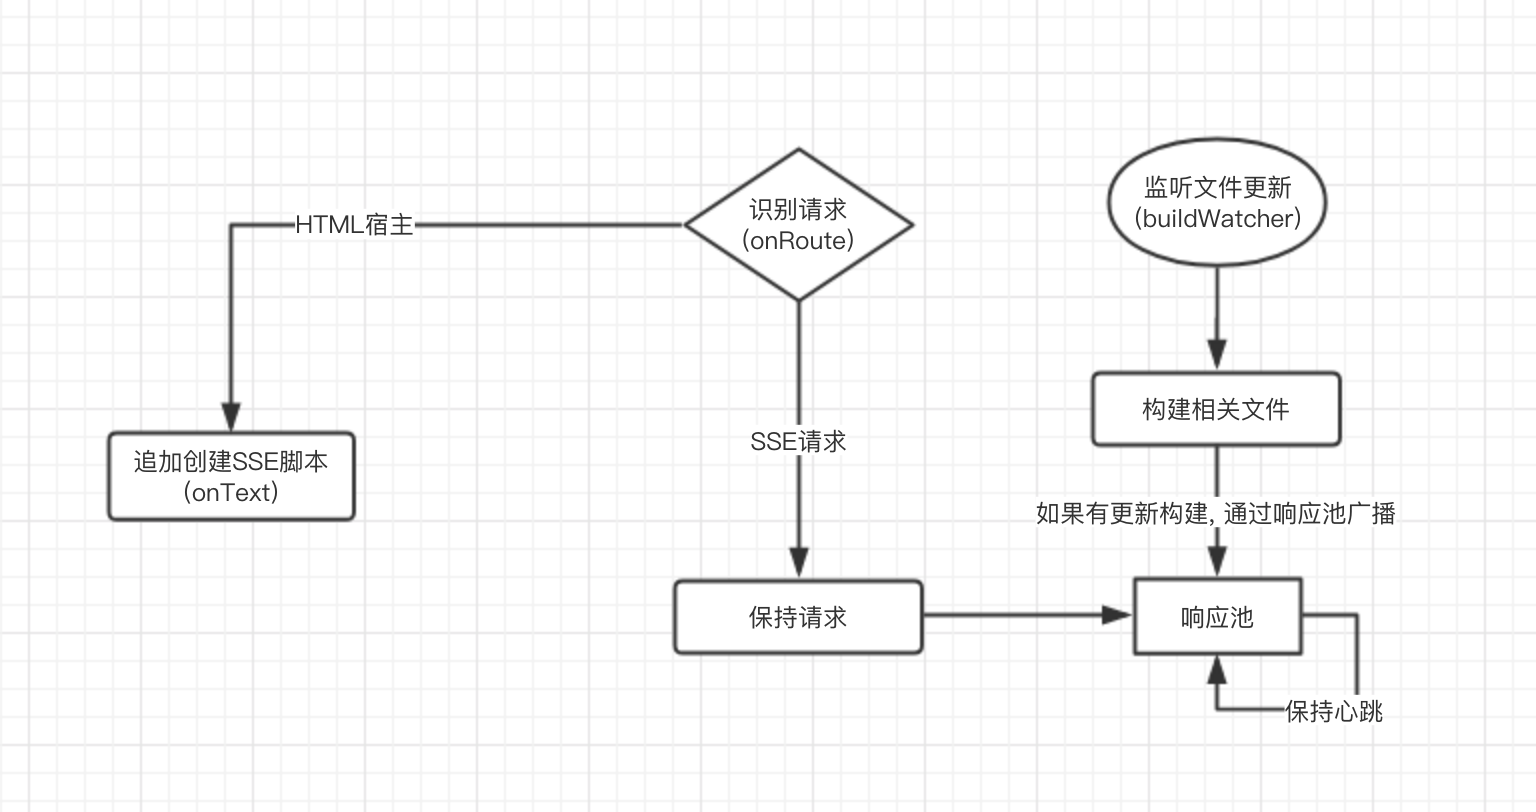 HTML宿主
识别请求
(onRoute)
监听文件更新
(buildWatcher)
追加创建SSE脚本
(onText)
SSE请求
构建相关文件
如果有更新构建, 通过响应池广播
保持请求
响应池
保持心跳